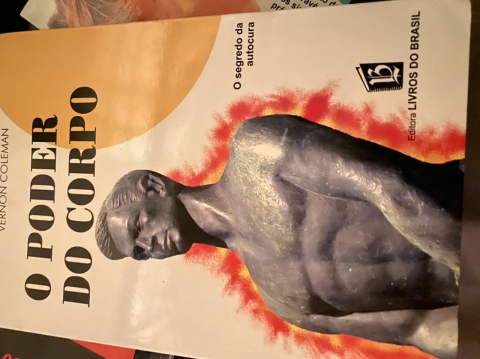 VERNON COLEMAN
O PODER
DO CORPO
O segredo da
autocura
Editora LIVROS DO BRASIL